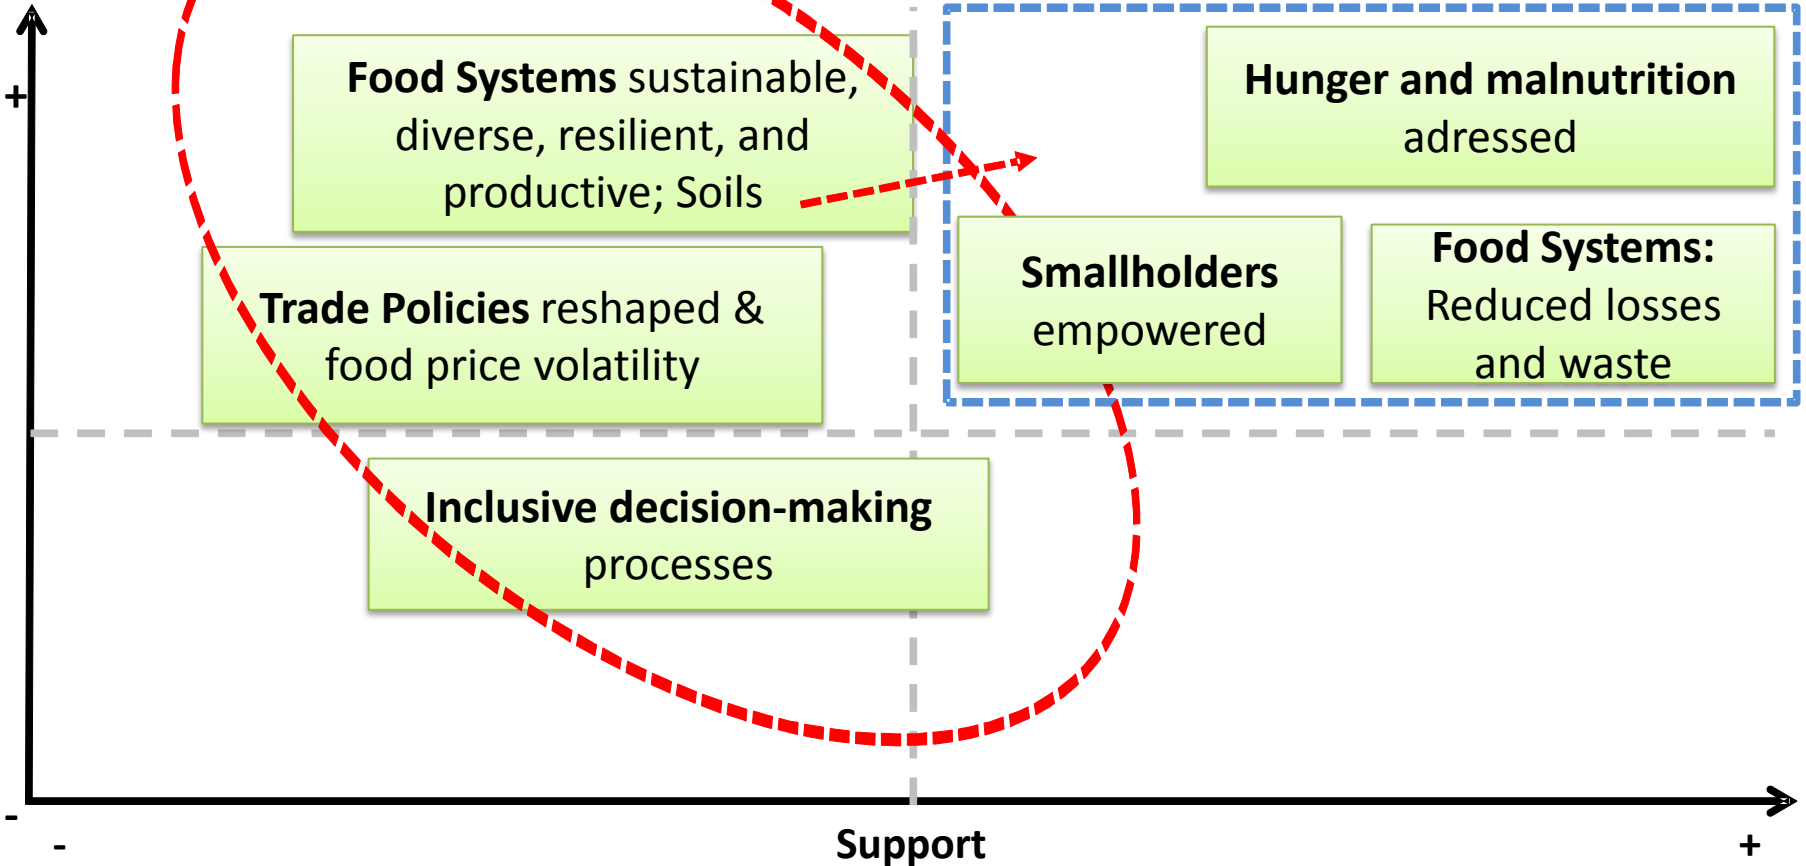 +
Food Systems sustainable,
diverse, resilient, and
productive; Soils
Hunger and malnutrition
adressed
Trade Policies reshaped &
food price volatility
Smallholders
empowered
Food Systems:
Reduced losses
and waste
Inclusive decision-making
processes
-
-
Support
+